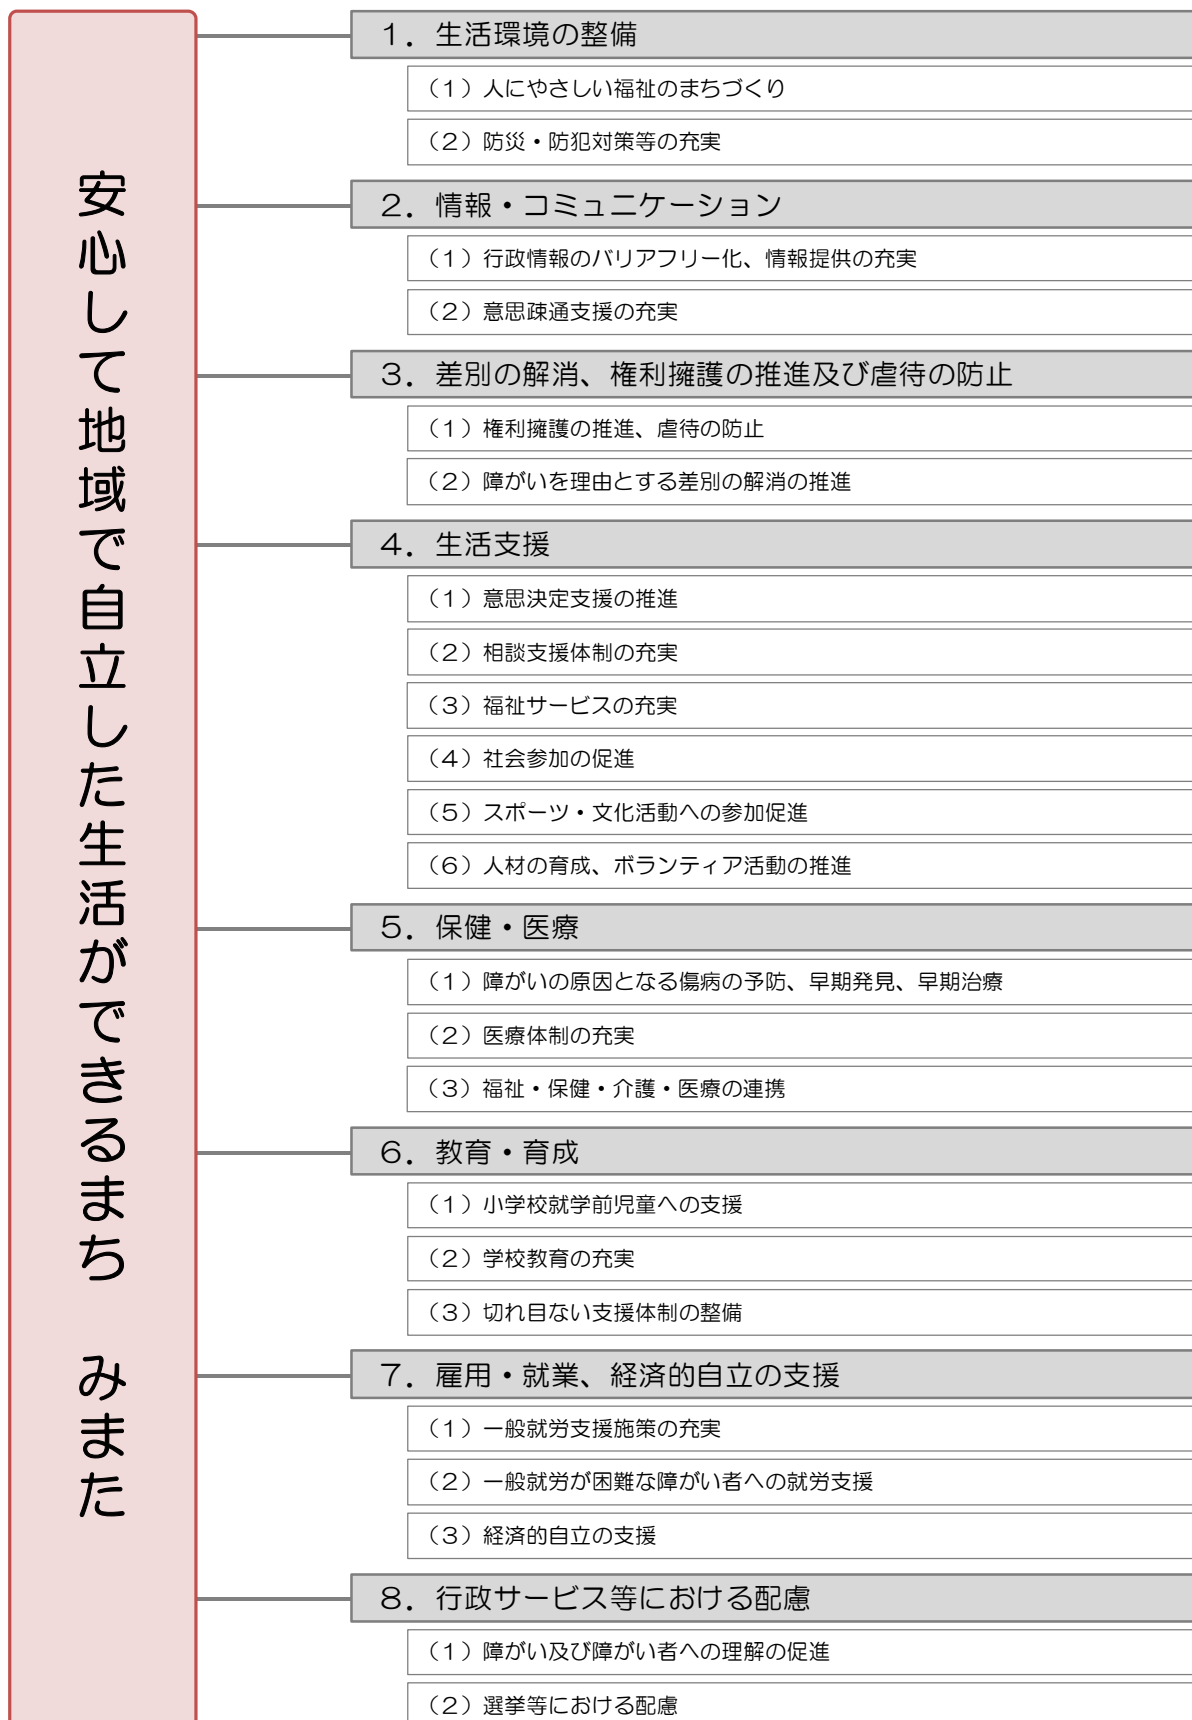 安心して地域で自立した生活ができるまち　みまた
１．生活環境の整備
（１）人にやさしい福祉のまちづくり
（２）防災・防犯対策等の充実
２．情報・コミュニケーション
（１）行政情報のバリアフリー化、情報提供の充実
（２）意思疎通支援の充実
３．差別の解消、権利擁護の推進及び虐待の防止
（１）権利擁護の推進、虐待の防止
（２）障がいを理由とする差別の解消の推進
４．生活支援
（１）意思決定支援の推進
（２）相談支援体制の充実
（３）福祉サービスの充実
（４）社会参加の促進
（５）スポーツ・文化活動への参加促進
（６）人材の育成、ボランティア活動の推進
５．保健・医療
（１）障がいの原因となる傷病の予防、早期発見、早期治療
（２）医療体制の充実
（３）福祉・保健・介護・医療の連携
６．教育・育成
（１）小学校就学前児童への支援
（２）学校教育の充実
（３）切れ目ない支援体制の整備
７．雇用・就業、経済的自立の支援
（１）一般就労支援施策の充実
（２）一般就労が困難な障がい者への就労支援
（３）経済的自立の支援
８．行政サービス等における配慮
（１）障がい及び障がい者への理解の促進
（２）選挙等における配慮